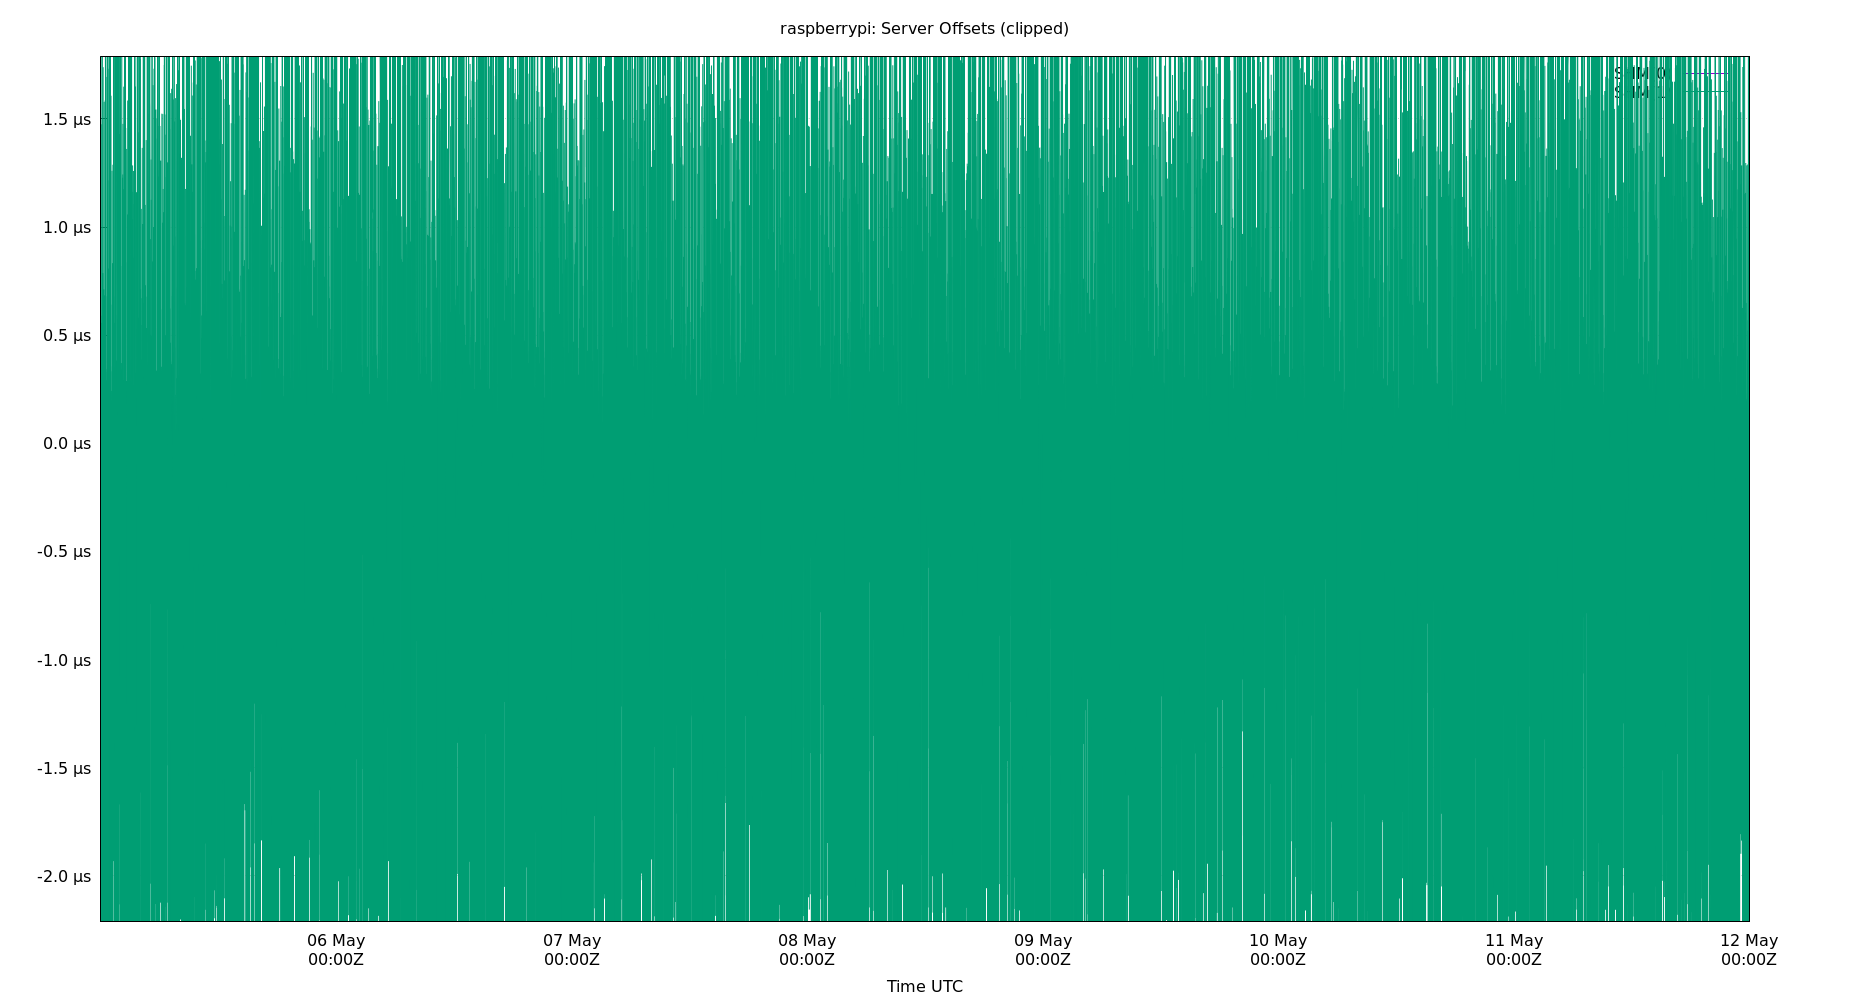 raspberrypi: Server Offsets (clipped)
1.5 µs
1.0 µs
0.5 µs
0.0 µs
-0.5 µs
-1.0 µs
-1.5 µs
-2.0 µs
06 May 07 May 08 May 09 May 10 May 11 May 12 May
00:00Z 00:00Z 00:00Z 00:00Z 00:00Z 00:00Z 00:00Z
Time UTC